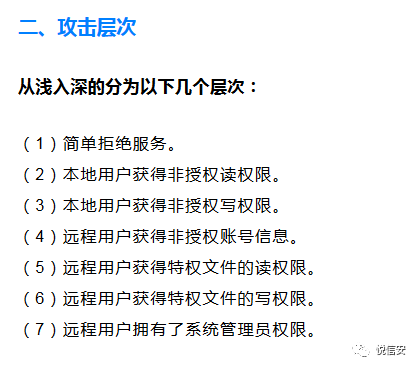 二、攻击层次
从浅入深的分为以下几个层次：
（1）简单拒绝服务。
（2）本地用户获得非授权读权限。
（3）本地用户获得非授权写权限。
（4）远程用户获得非授权账号信息。
（5）远程用户获得特权文件的读权限。
（6）远程用户获得特权文件的写权限。
（7）远程用户拥有了系统管理员权限。
悦信安